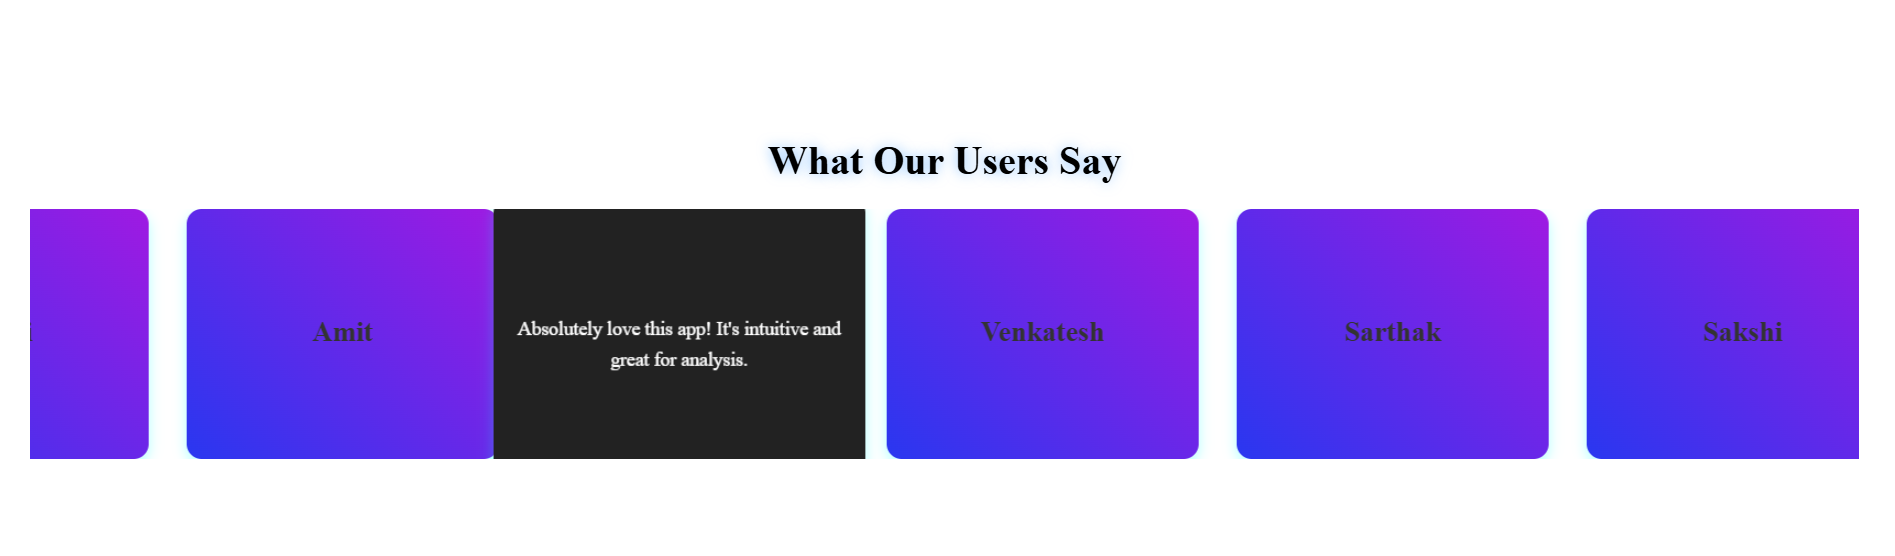 What Our Users Say
Amit
Absolutely love this app! It's intuitive and
great for analysis.
Venkatesh
Sarthak
Sakshi